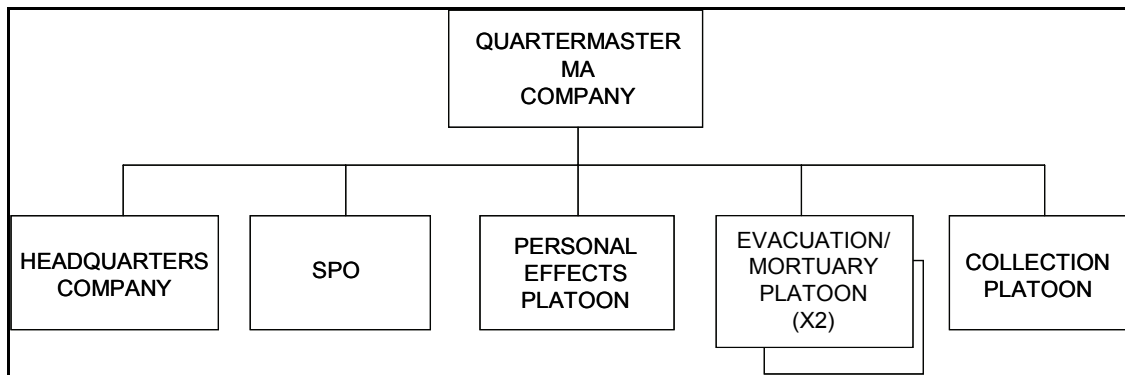 QUARTERMASTER
MA
COMPANY
HEADQUARTERS
COMPANY
SPO
PERSONAL
EFFECTS
PLATOON
EVACUATION/
MORTUARY
PLATOON
(X2)
COLLECTION
PLATOON